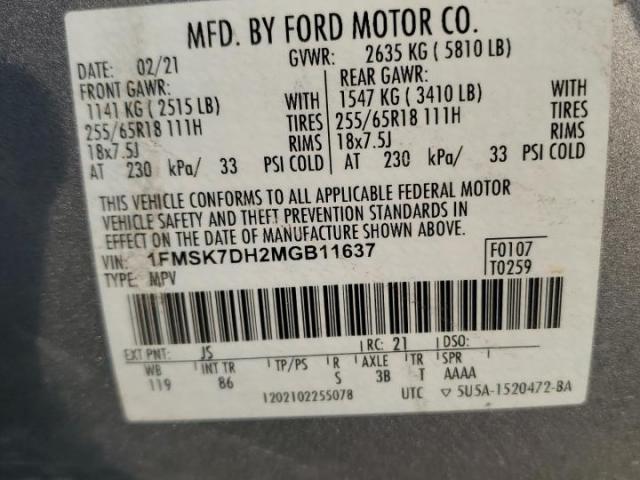 MFD. BY FORD MOTOR CO.
DATE: 02/21 GVWR: 2635 KG ( 5810 LB)
FRONT GAWR: REAR GAWR:
1141 KG ( 2515 LB) WITH 1547 KG ( 3410 LB) WITH
255/65R18 111H TIRES 255/65R18 111H TIRES
18x7.5J RIMS 18x7.5J RIMS
AT 230 kPa/ 33 PSI COLD AT 230 kPa/ 33 PSI COLD
THIS VEHICLE CONFORMS TO ALL APPLICABLE FEDERAL MOTOR
VEHICLE SAFETY AND THEFT PREVENTION STANDARDS IN
EFFECT ON THE DATE OF MANUFACTURE SHOWN ABOVE.
VIN: 1FMSK7DH2MGB11637 F0107
TYPE: MPV T0259
EXT PNT: JS RC: 21 DSO:
WB INT TR TP/PS R AXLE TR SPR
119 86 S 3B T AAAA
1202102255078 UTC ▽ 5U5A-1520472-BA